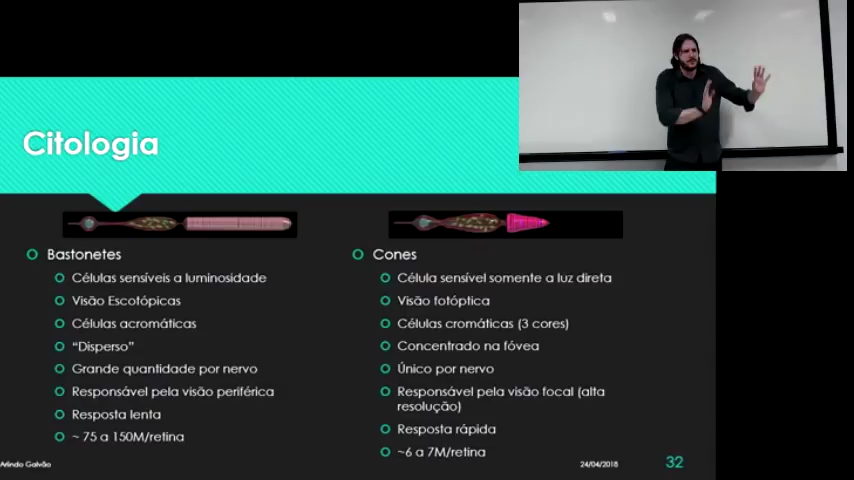 Citologia
Bastonetes
Células sensíveis a luminosidade
Visão Escotópicas
Células acromáticas
“Disperso”
Grande quantidade por nervo
Responsável pela visão periférica
Resposta lenta
~ 75 a 150M/retina
Cones
Célula sensível somente a luz direta
Visão fotóptica
Células cromáticas (3 cores)
Concentrado na fóvea
Único por nervo
Responsável pela visão focal (alta
resolução)
Resposta rápida
~6 a 7M/retina
Arlindo Galvão
24/04/2018
32